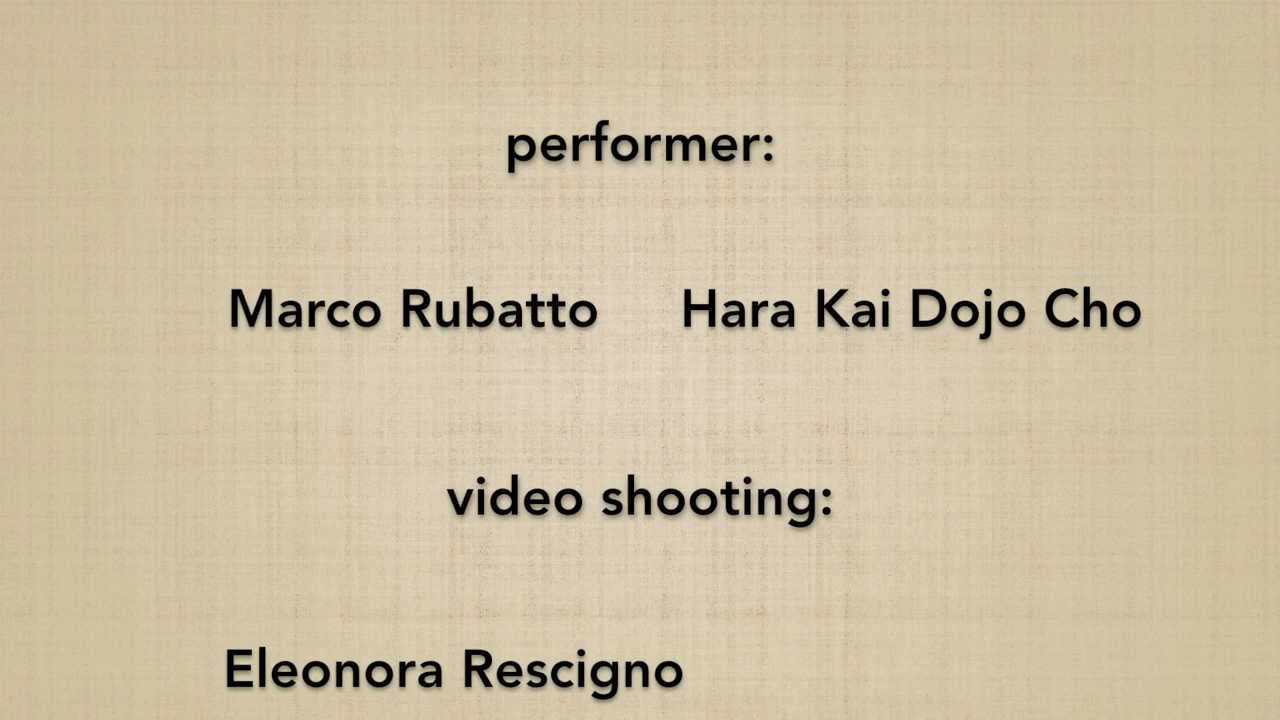 performer:
Marco Rubatto Hara Kai Dojo Cho
video shooting:
Eleonora Rescigno